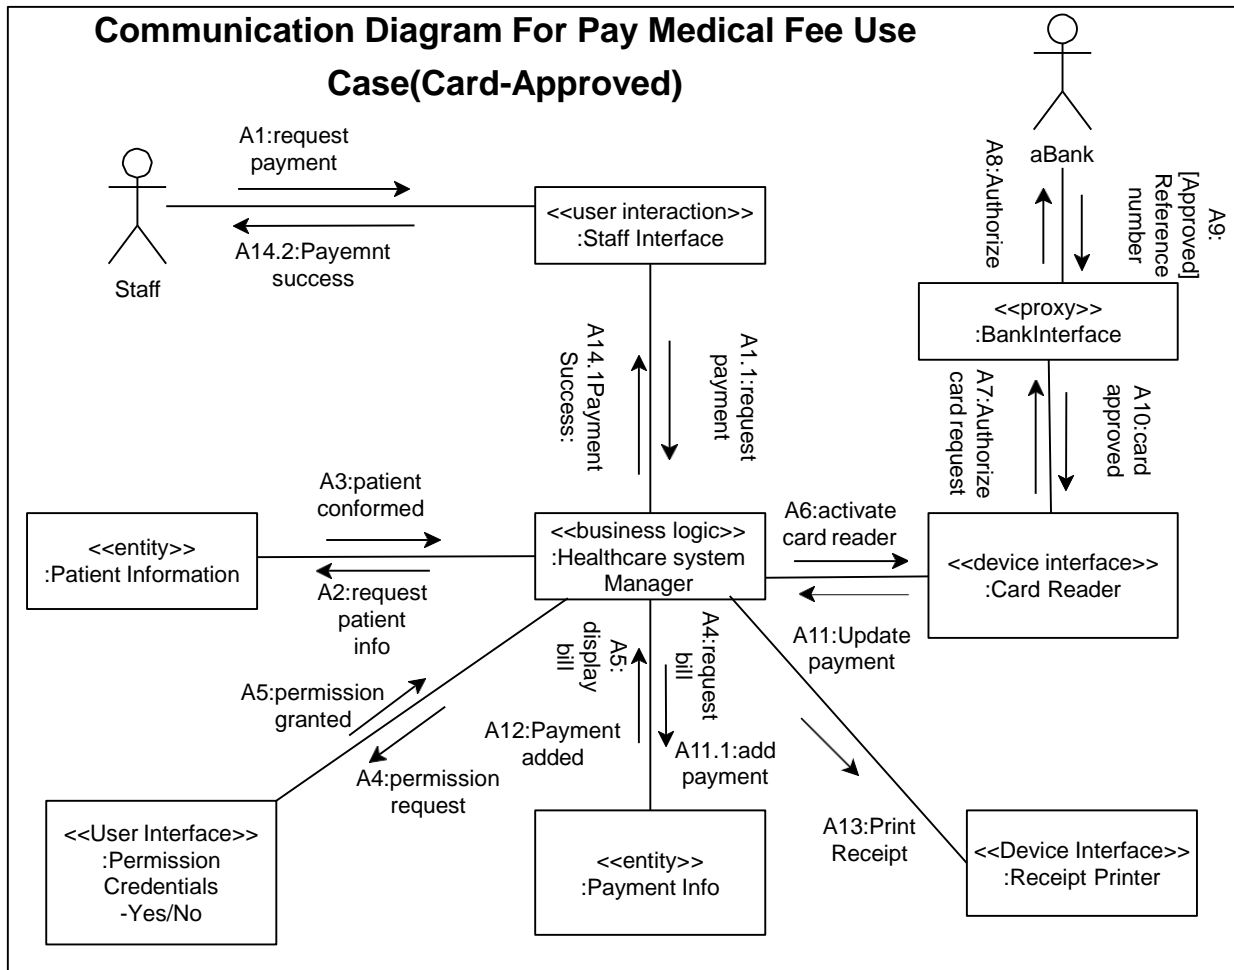 Communication Diagram For Pay Medical Fee Use
Case(Card-Approved)
A1:request
payment
A14.2:Payemnt
success
Staff
<<user interaction>>
:Staff Interface
aBank
A8:Authorize
A9:
[Approved]
Reference
number
<<proxy>>
:BankInterface
A14.1Payment
Success:
A1.1:request
payment
A7:Authorize
card request
A10:card
approved
A3:patient
conformed
A2:request
patient
info
<<entity>>
:Patient Information
<<business logic>>
:Healthcare system
Manager
A6:activate
card reader
A11:Update
payment
<<device interface>>
:Card Reader
A5:permission
granted
A4:permission
request
A5:
display
bill
A4:request
bill
A12:Payment
added
A11.1:add
payment
A13:Print
Receipt
<<User Interface>>
:Permission
Credentials
-Yes/No
<<entity>>
:Payment Info
<<Device Interface>>
:Receipt Printer